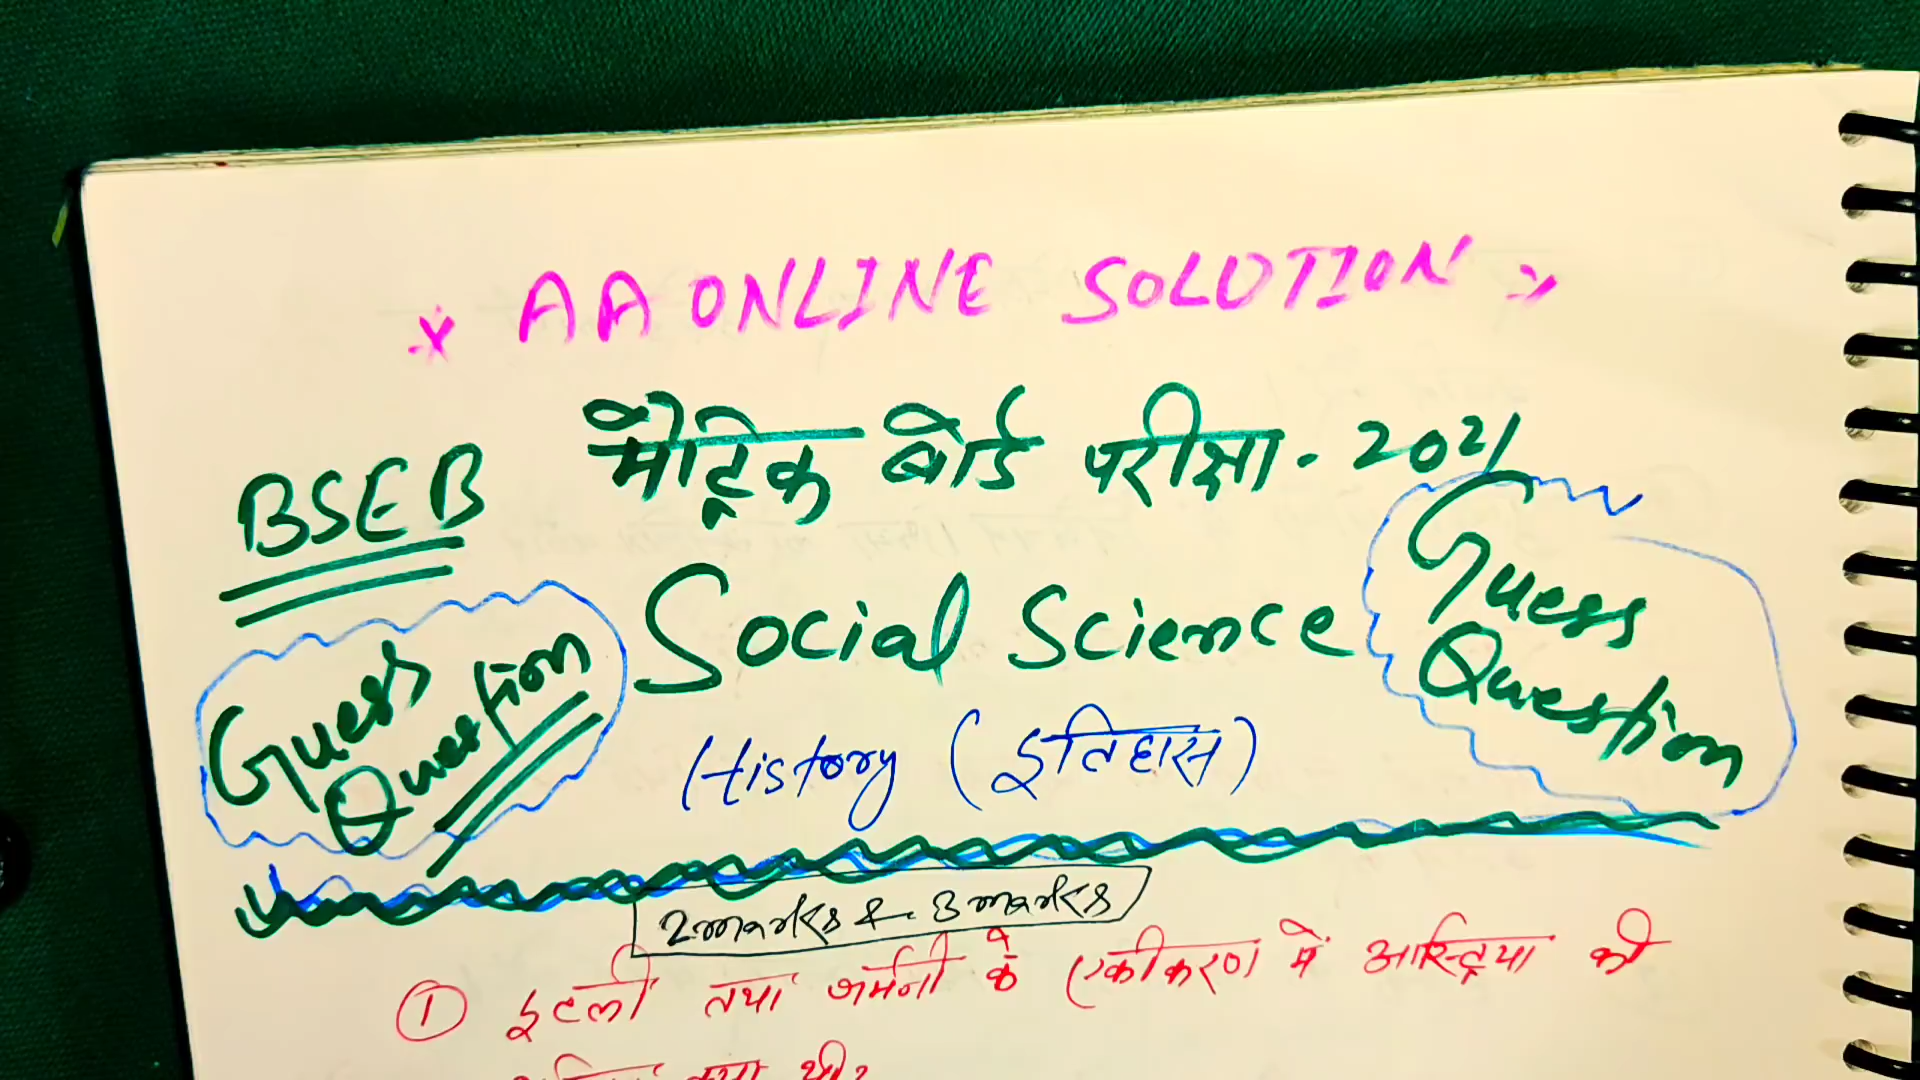 AA ONLINE SOLUTION
मैट्रिक बोर्ड परीक्षा - 2021
BSEB
Social Science
Guess Question
Guess Question
History (इतिहास)
2 marks & 3 marks
① इटली तथा जर्मनी के एकीकरण में आस्ट्रिया की
क्या थी?